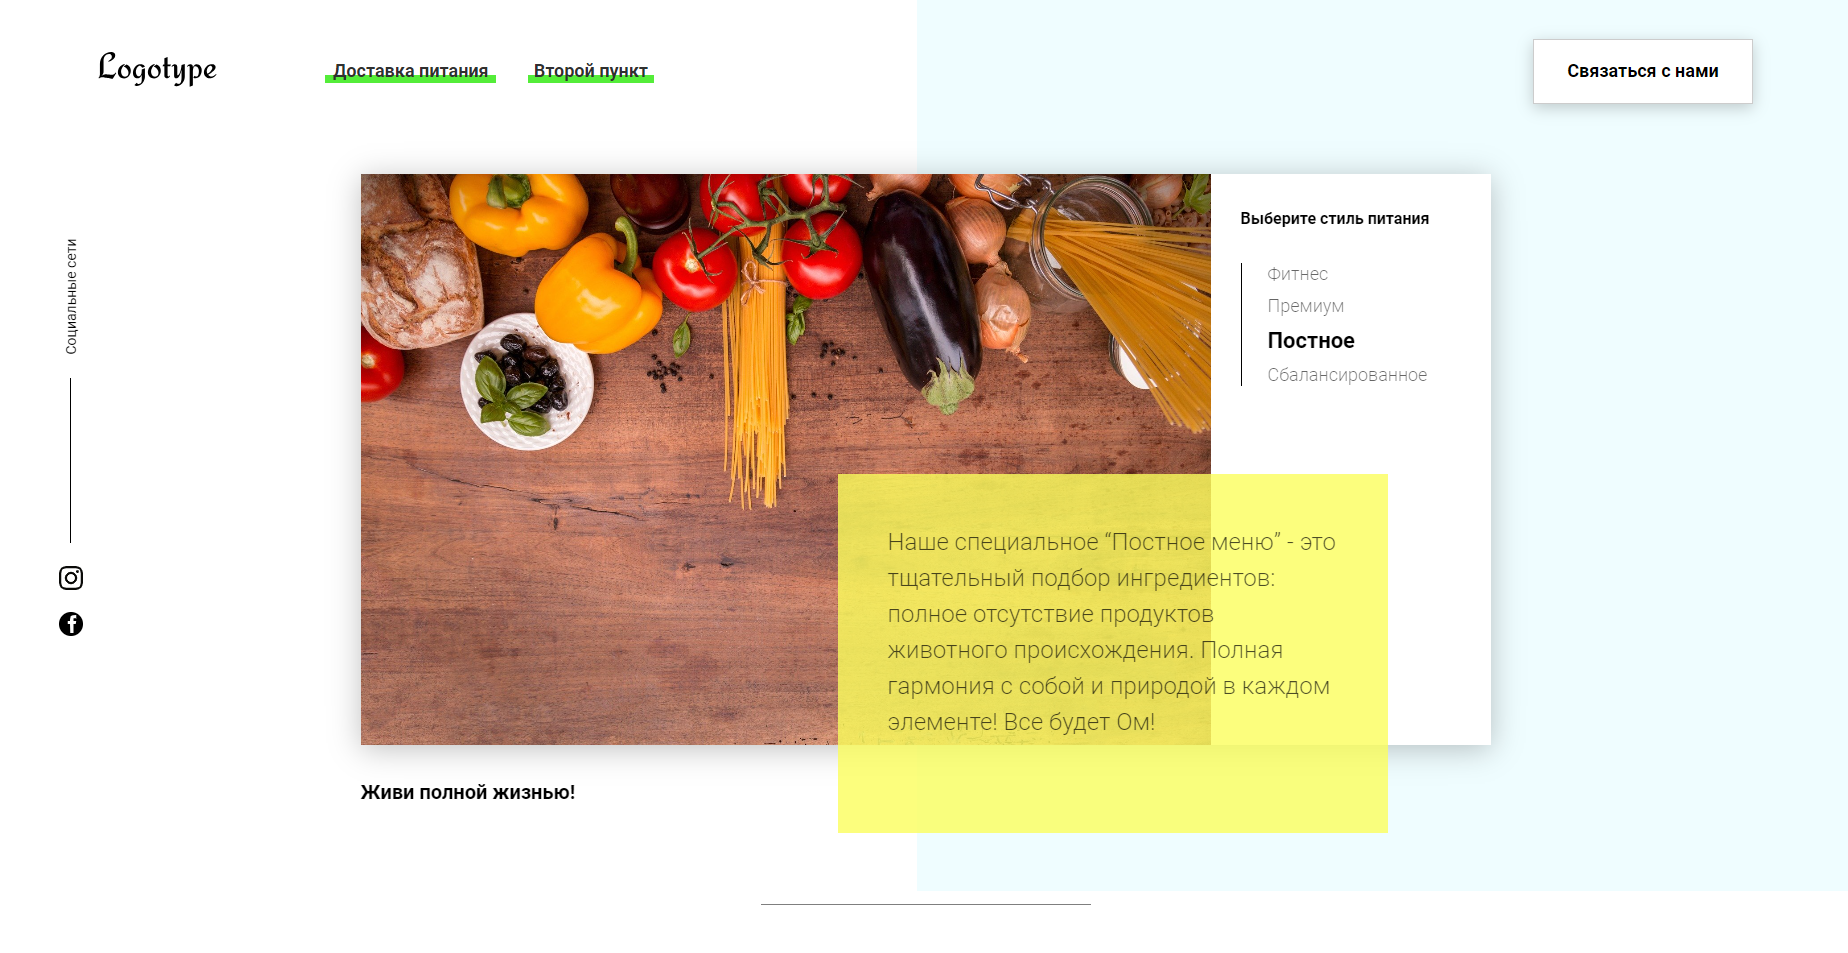 Logotype
Доставка питания
Второй пункт
Связаться с нами
Социальные сети
Выберите стиль питания
Фитнес
Премиум
Постное
Сбалансированное
Наше специальное “Постное меню” - это
тщательный подбор ингредиентов:
полное отсутствие продуктов
животного происхождения. Полная
гармония с собой и природой в каждом
элементе! Все будет Ом!
Живи полной жизнью!